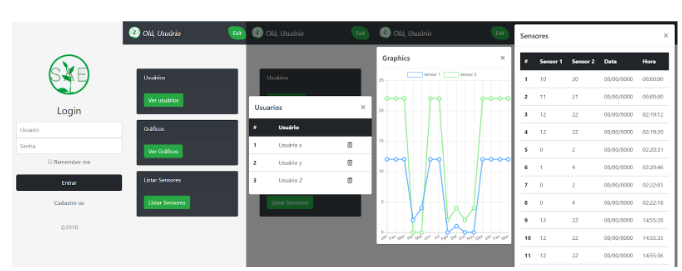 SAE
Login
Usuario
Senha
Remember me
Entrar
Cadastre-se
©2018
Olá, Usuário
Exit
Usuários
Ver usuários
Gráficos
Ver Gráficos
Listar Sensores
Listar Sensores
Olá, Usuário
Exit
Usuários
Usuarios ×
# Usuário
1 Usuário x
2 Usuário y
3 Usuário Z
Listar Sensores
Olá, Usuário
Exit
Graphics ×
sensor 1 sensor 2
25
20
15
10
5
0
Sensores ×
# Sensor 1 Sensor 2 Data Hora
1 10 20 00/00/0000 00:00:00
2 11 21 00/00/0000 00:00:00
3 12 22 00/00/0000 02:19:12
4 12 22 00/00/0000 02:19:20
5 0 2 00/00/0000 02:20:31
6 1 4 00/00/0000 02:20:46
7 0 2 00/00/0000 02:22:03
8 0 4 00/00/0000 02:22:16
9 12 22 00/00/0000 14:55:28
10 12 22 00/00/0000 14:55:35
11 12 22 00/00/0000 14:55:36